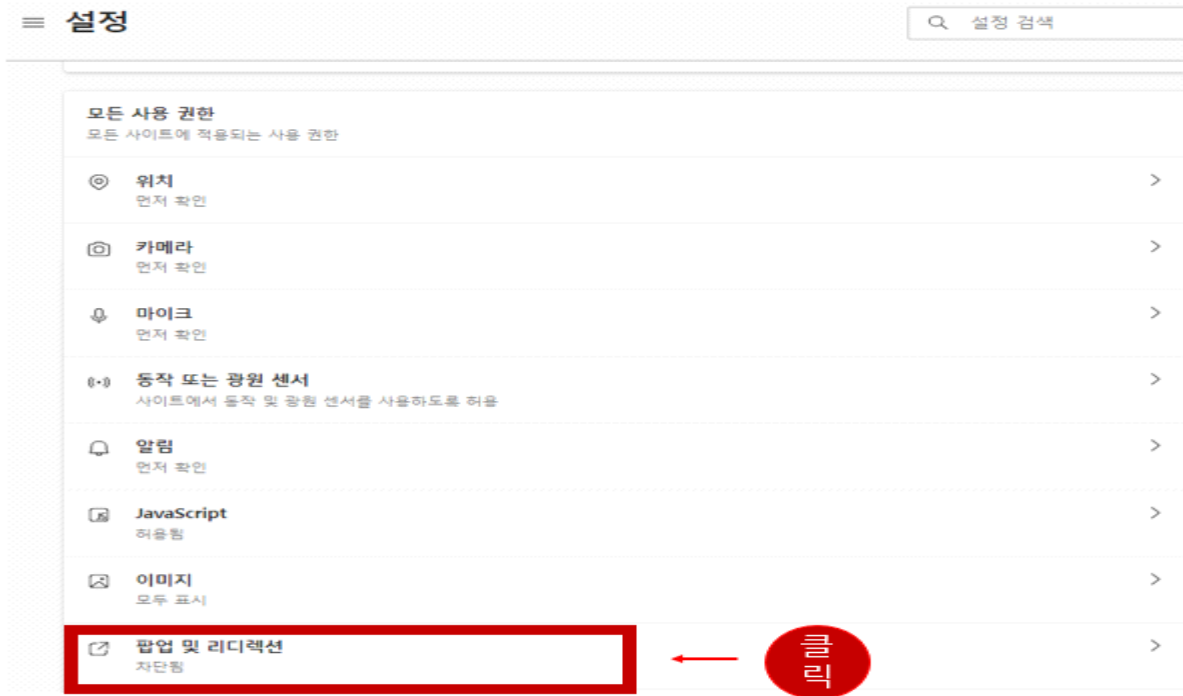 설정
설정 검색
모든 사용 권한
모든 사이트에 적용되는 사용 권한
위치
먼저 확인
카메라
먼저 확인
마이크
먼저 확인
동작 또는 광원 센서
사이트에서 동작 및 광원 센서를 사용하도록 허용
알림
먼저 확인
JavaScript
허용됨
이미지
모두 표시
팝업 및 리디렉션
차단됨
클
릭